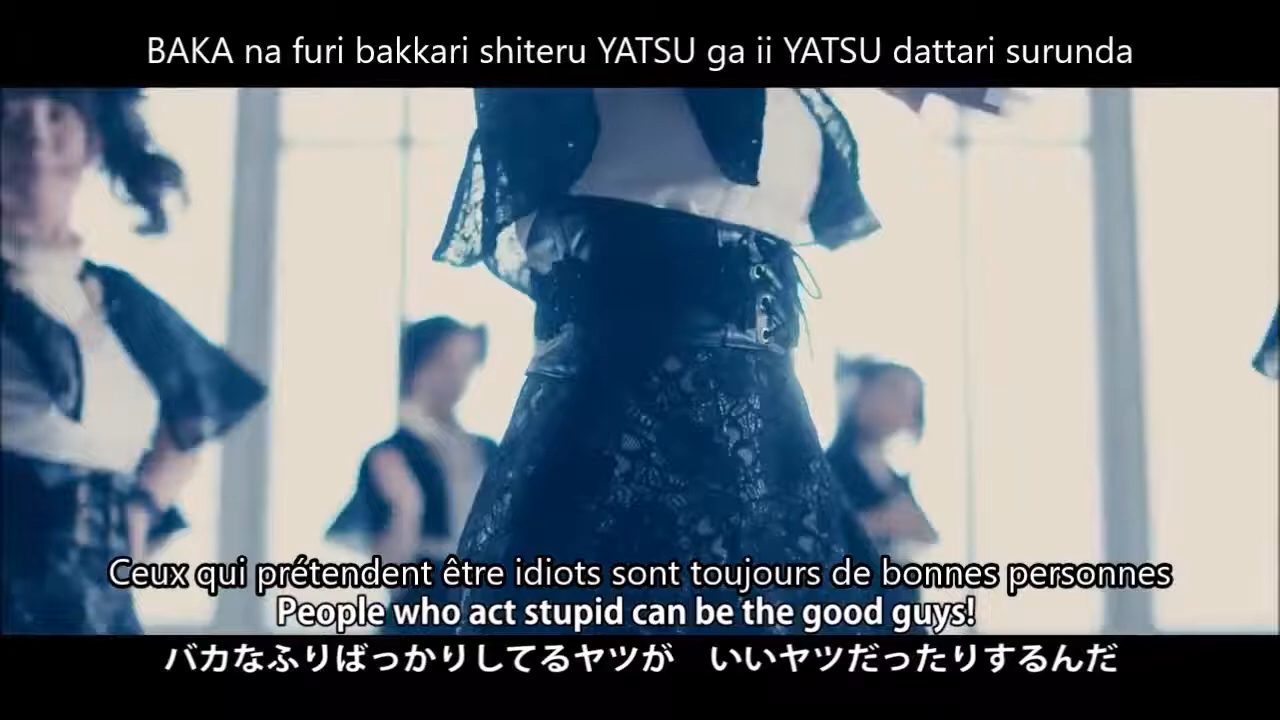 BAKA na furi bakkari shiteru YATSU ga ii YATSU dattari surunda
Ceux qui prétendent être idiots sont toujours de bonnes personnes
People who act stupid can be the good guys!
バカなふりばっかりしてるヤツが　いいヤツだったりするんだ